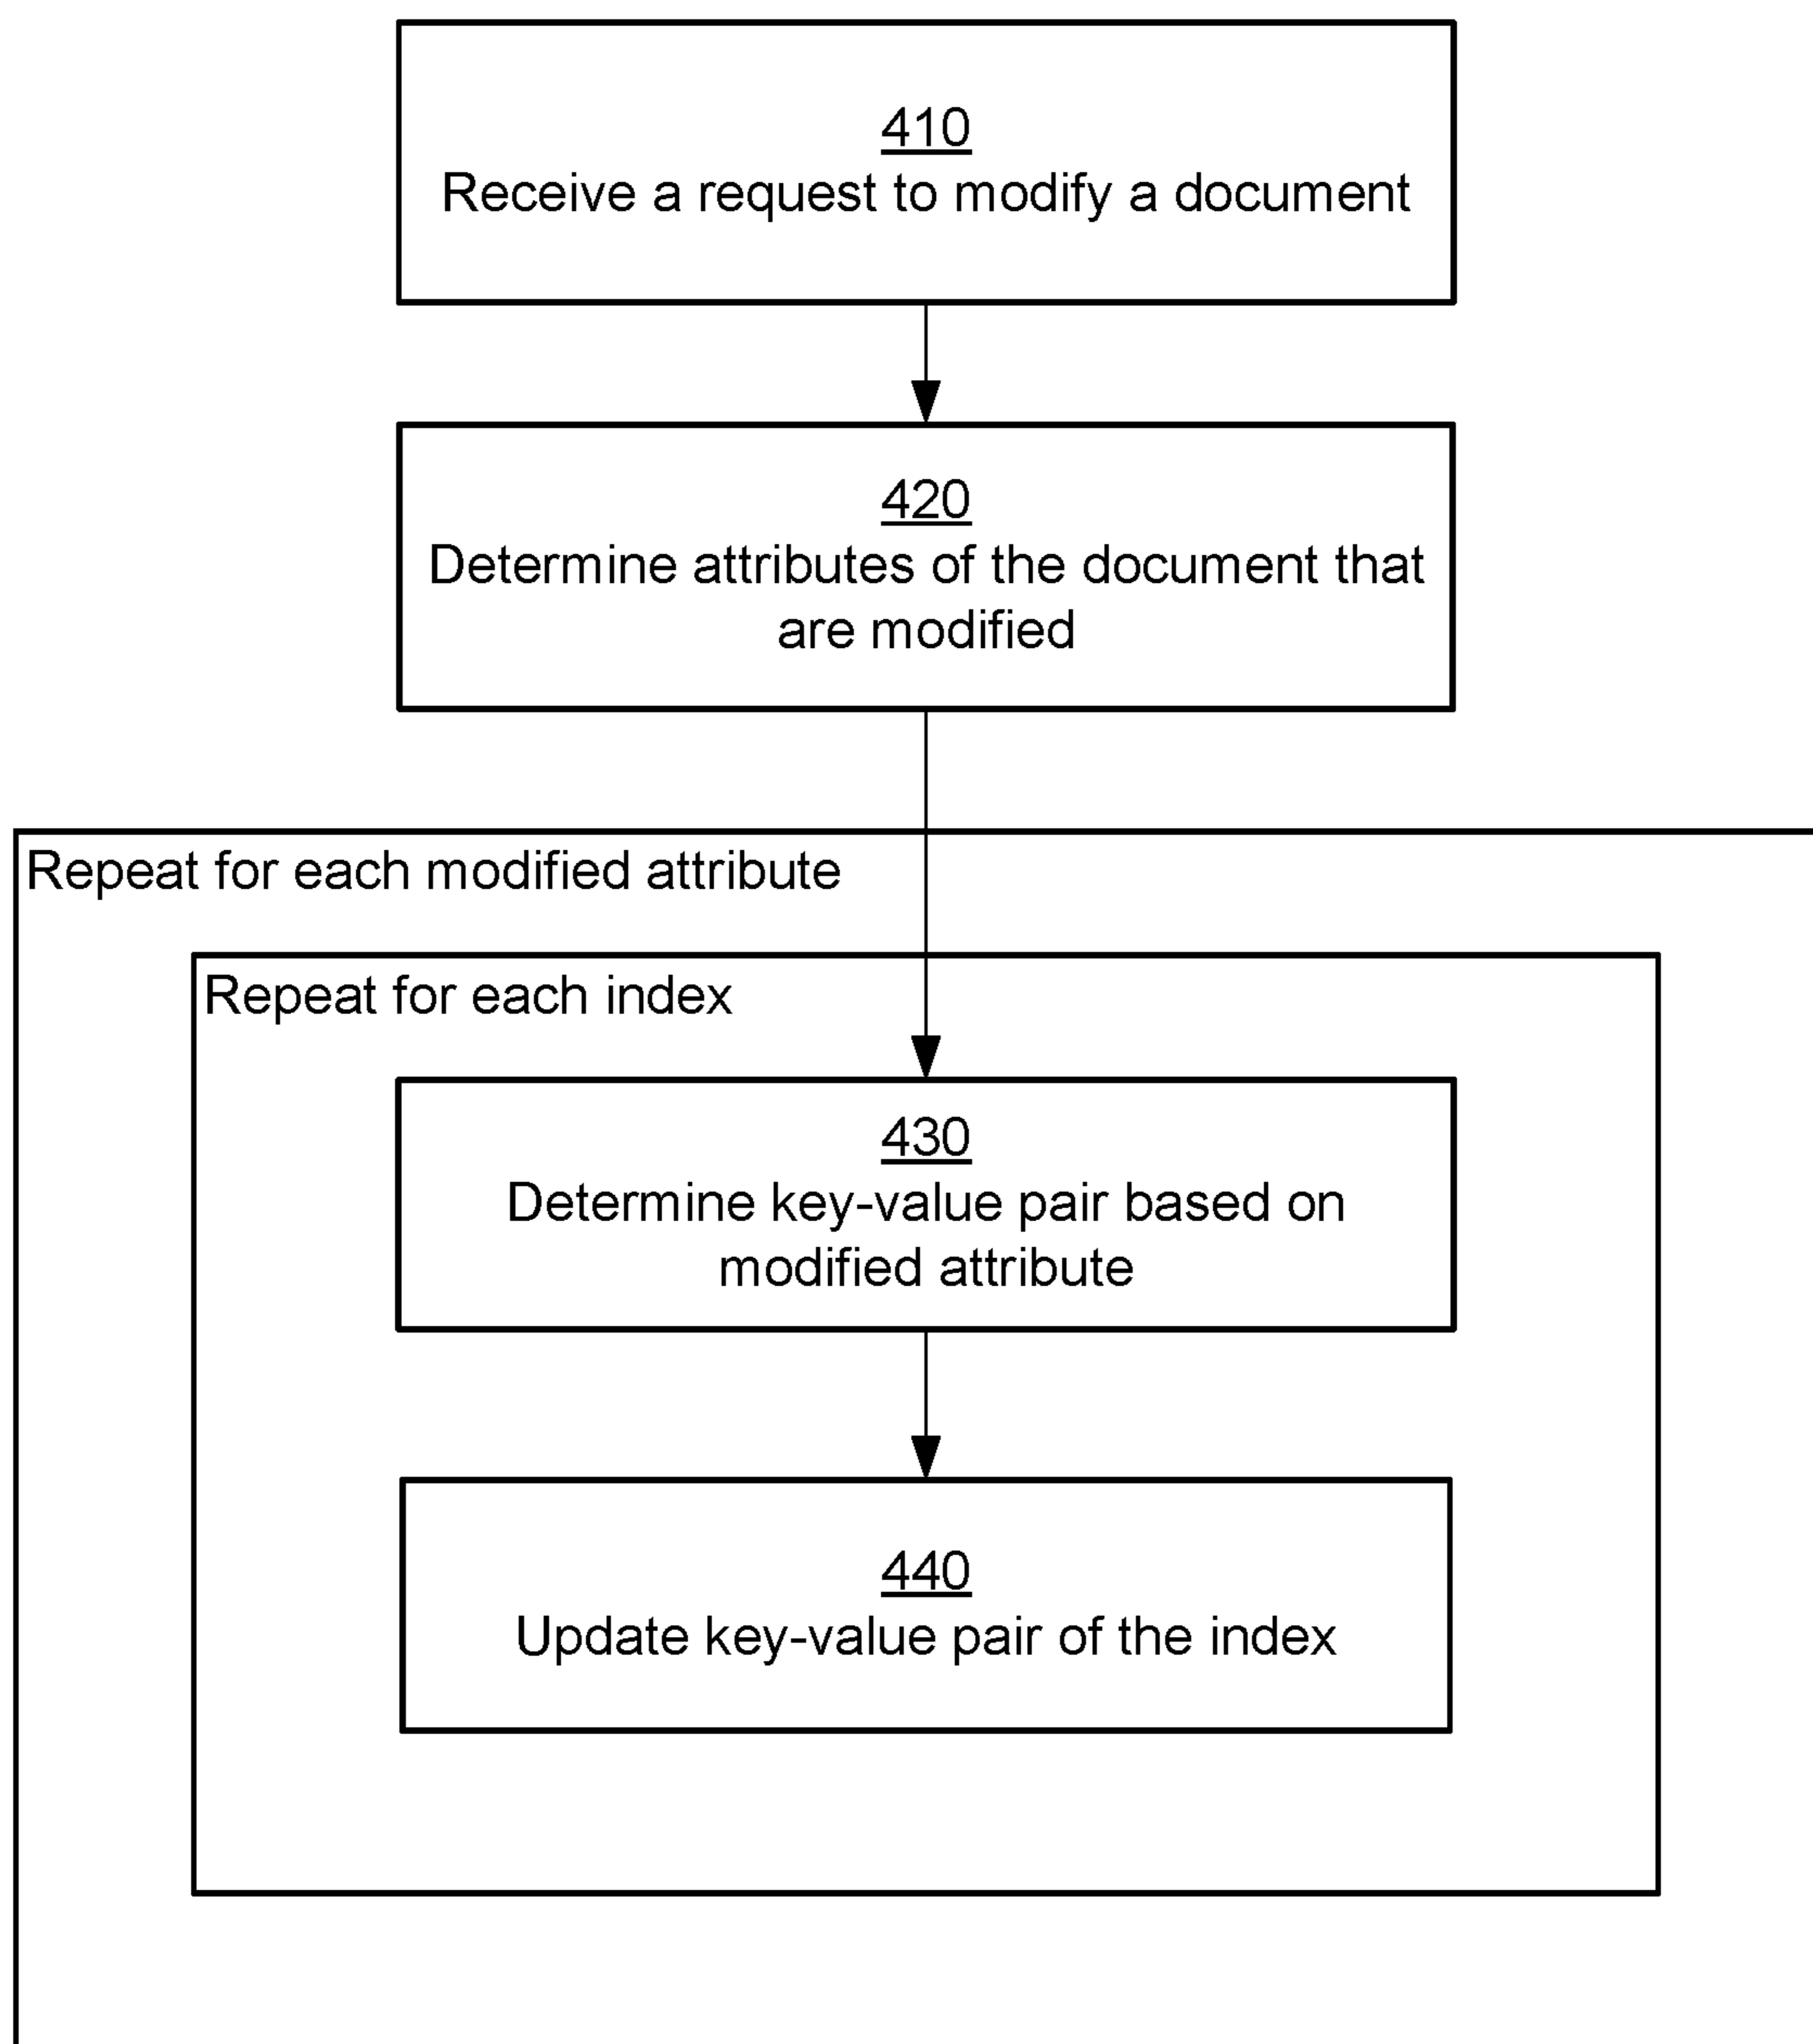 410
Receive a request to modify a document
420
Determine attributes of the document that
are modified
Repeat for each modified attribute
Repeat for each index
430
Determine key-value pair based on
modified attribute
440
Update key-value pair of the index